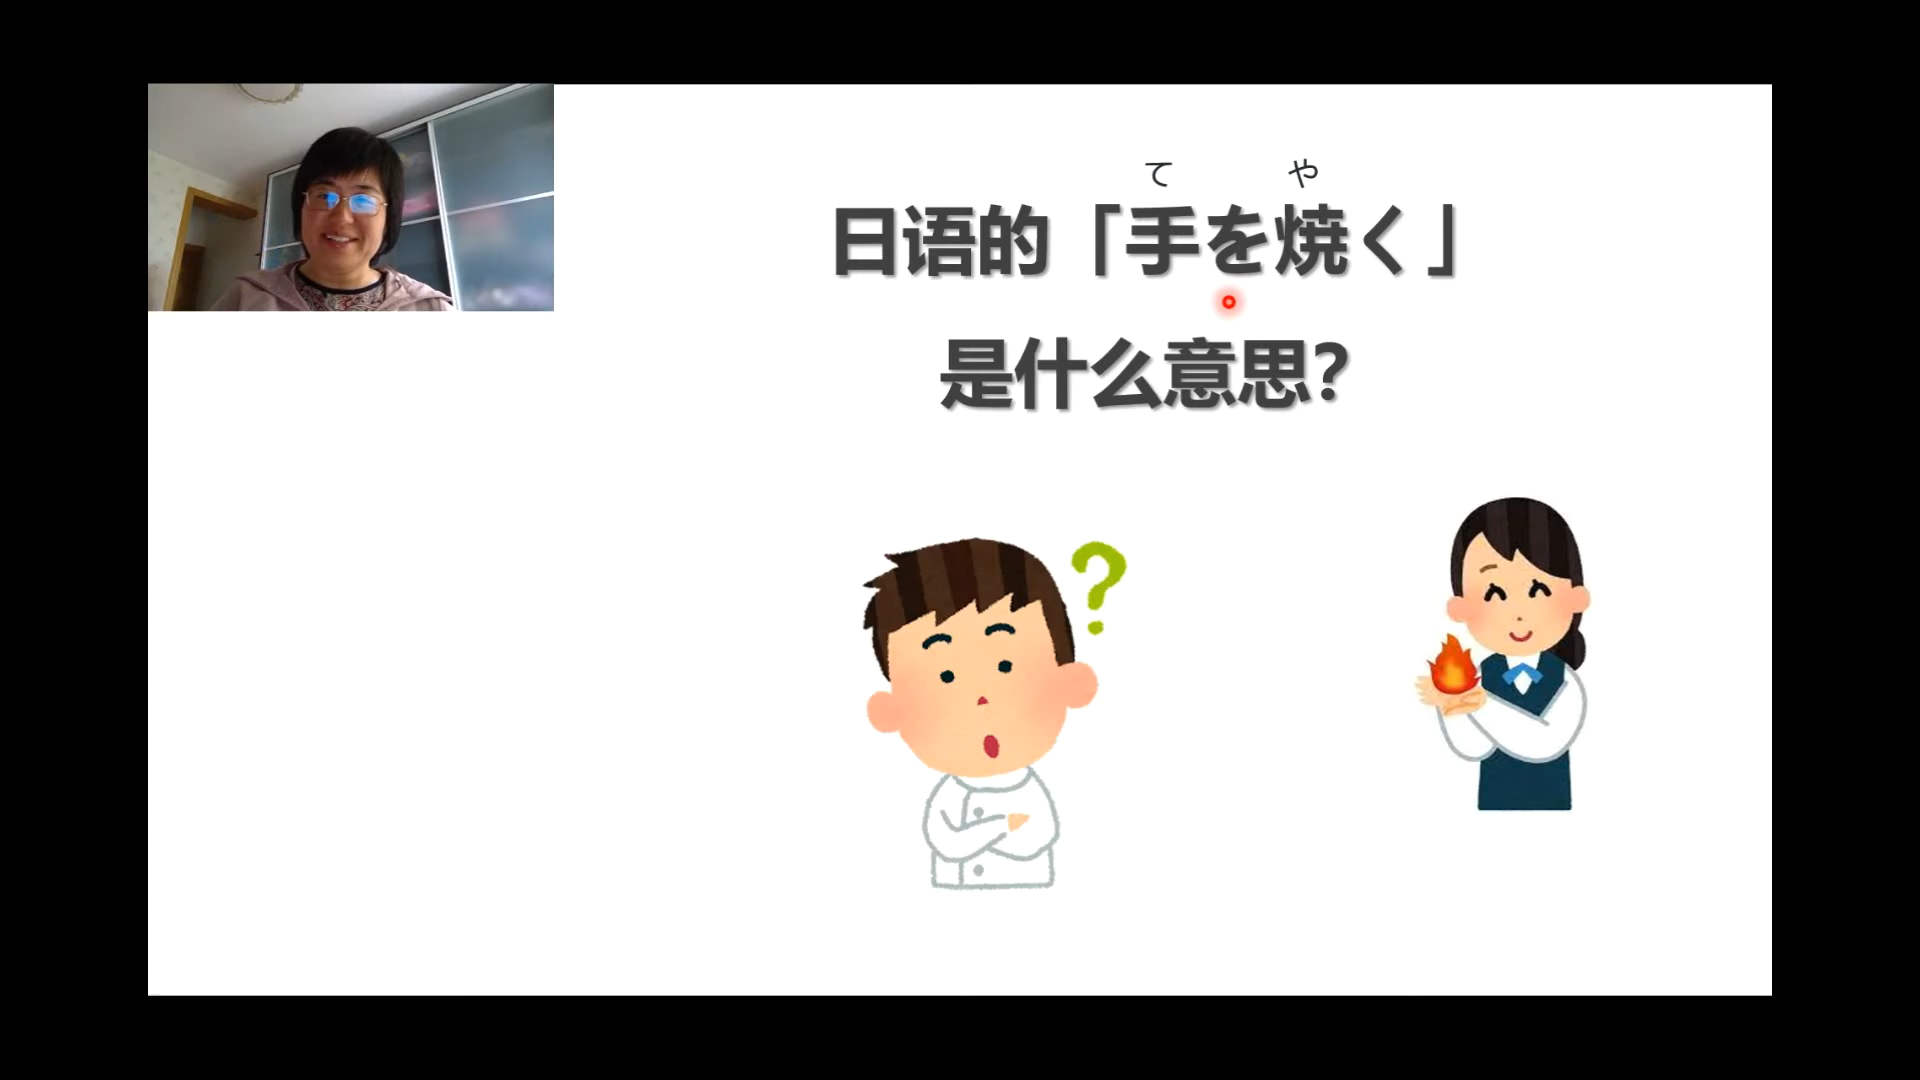 て や
日语的「手を焼く」
是什么意思？
?